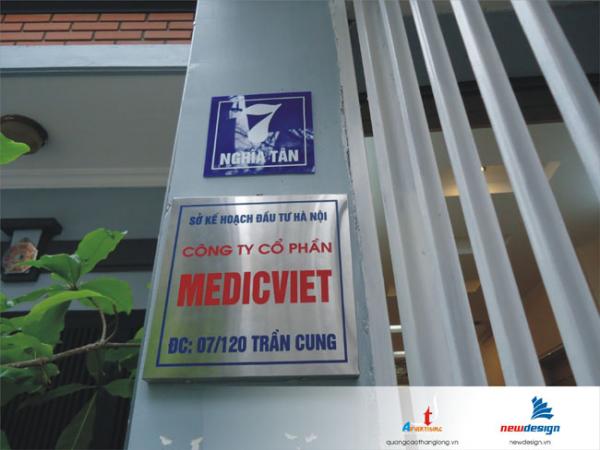 7
NGHĨA TÂN
SỞ KẾ HOẠCH ĐẦU TƯ HÀ NỘI
CÔNG TY CỔ PHẦN
MEDICVIET
ĐC: 07/120 TRẦN CUNG
quangcaothanglong.vn
newdesign
newdesign.vn